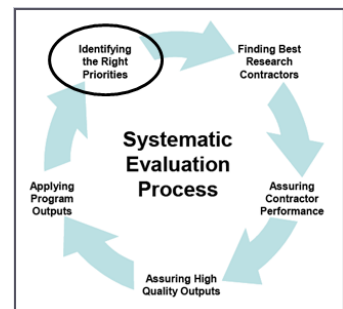 Identifying
the Right
Priorities
Finding Best
Research
Contractors
Systematic
Evaluation
Process
Applying
Program
Outputs
Assuring
Contractor
Performance
Assuring High
Quality Outputs